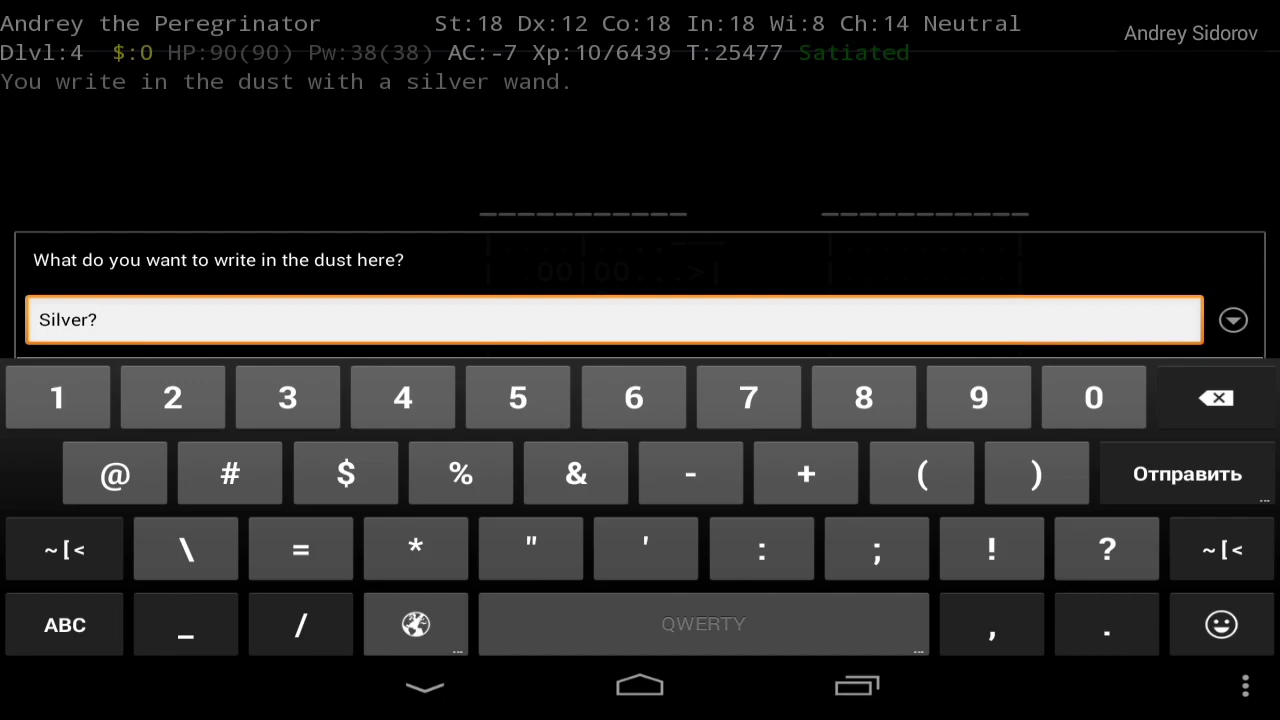 Andrey the Peregrinator St:18 Dx:12 Co:18 In:18 Wi:8 Ch:14 Neutral
Andrey Sidorov
Dlvl:4 $:0 HP:90(90) Pw:38(38) AC:-7 Xp:10/6439 T:25477 Satiated
You write in the dust with a silver wand.
What do you want to write in the dust here?
Silver?
1 2 3 4 5 6 7 8 9 0
@ # $ % & - + ( ) Отправить
~[< \ = * " ' : ; ! ? ~[<
ABC _ / QWERTY , .